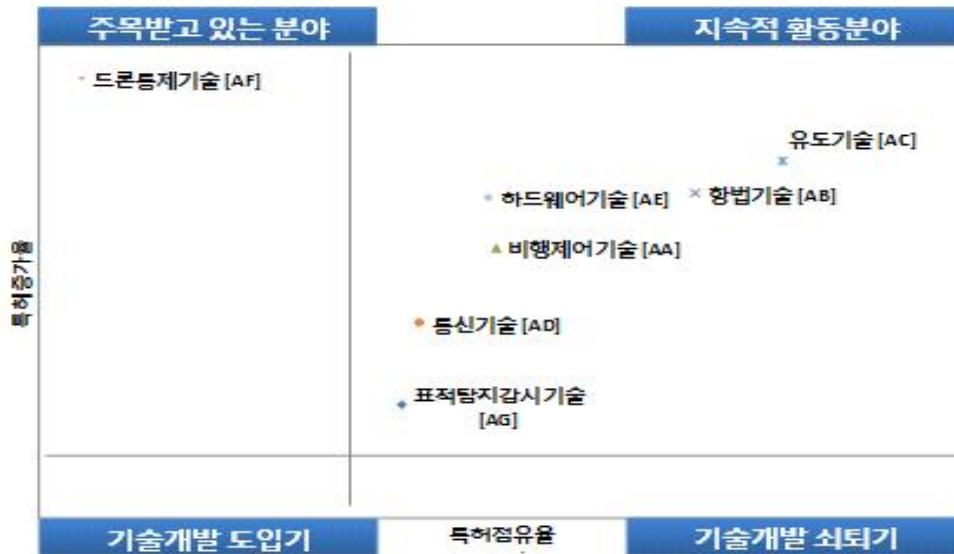 주목받고 있는 분야
지속적 활동분야
드론통제기술 [AF]
유도기술 [AC]
하드웨어기술 [AE]
항법기술 [AB]
비행제어 기술 [AA]
특허증가율
통신기술 [AD]
표적탐지감시 기술
[AG]
기술개발 도입기
특허점유율
기술개발 쇠퇴기